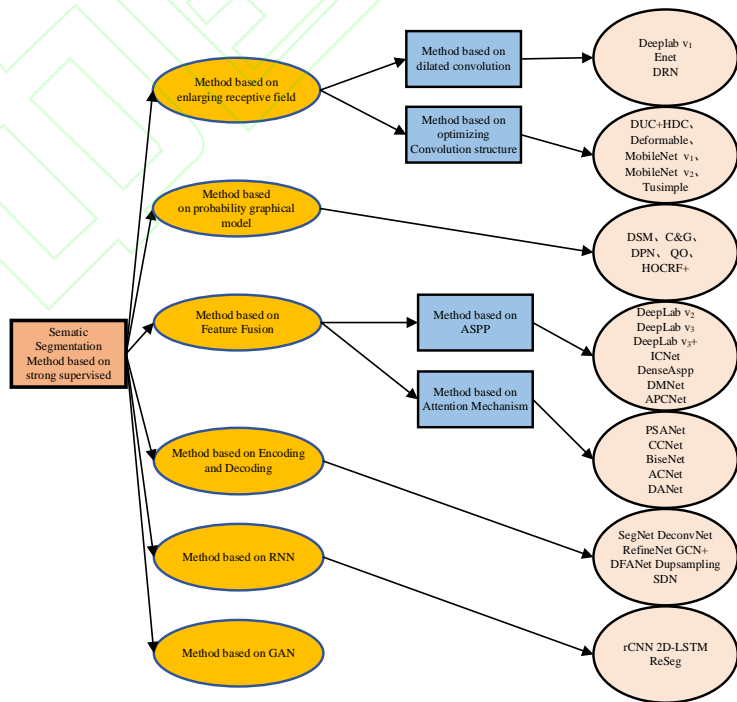 Sematic
Segmentation
Method based on
strong supervised
Method based on
enlarging receptive field
Method based
on probability graphical
model
Method based on
Feature Fusion
Method based on Encoding
and Decoding
Method based on RNN
Method based on GAN
Method based on
dilated convolution
Method based on
optimizing
Convolution structure
Method based on
ASPP
Method based on
Attention Mechanism
Deeplab v₁
Enet
DRN
DUC+HDC、
Deformable、
MobileNet v₁、
MobileNet v₂、
Tusimple
DSM、C&G、
DPN、 QO、
HOCRF+
DeepLab v₂
DeepLab v₃
DeepLab v₃+
ICNet
DenseAspp
DMNet
APCNet
PSANet
CCNet
BiseNet
ACNet
DANet
SegNet DeconvNet
RefineNet GCN+
DFANet Dupsampling
SDN
rCNN 2D-LSTM
ReSeg